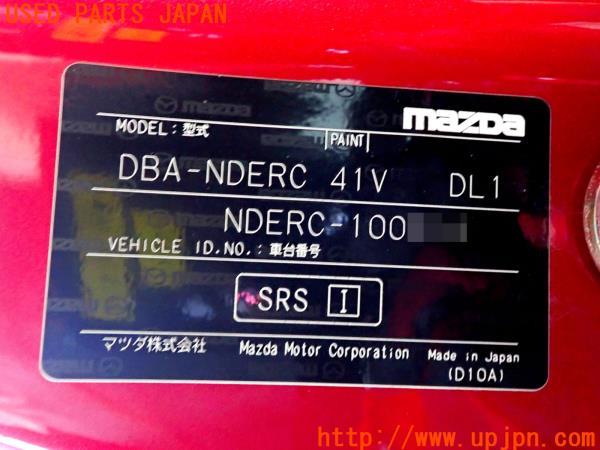 USED PARTS JAPAN
mazda
MODEL : 型式 PAINT
DBA-NDERC 41V DL1
NDERC-100
VEHICLE ID.NO. : 車台番号
SRS I
マツダ株式会社 Mazda Motor Corporation Made in Japan
(D10A)
http://www.upjpn.com